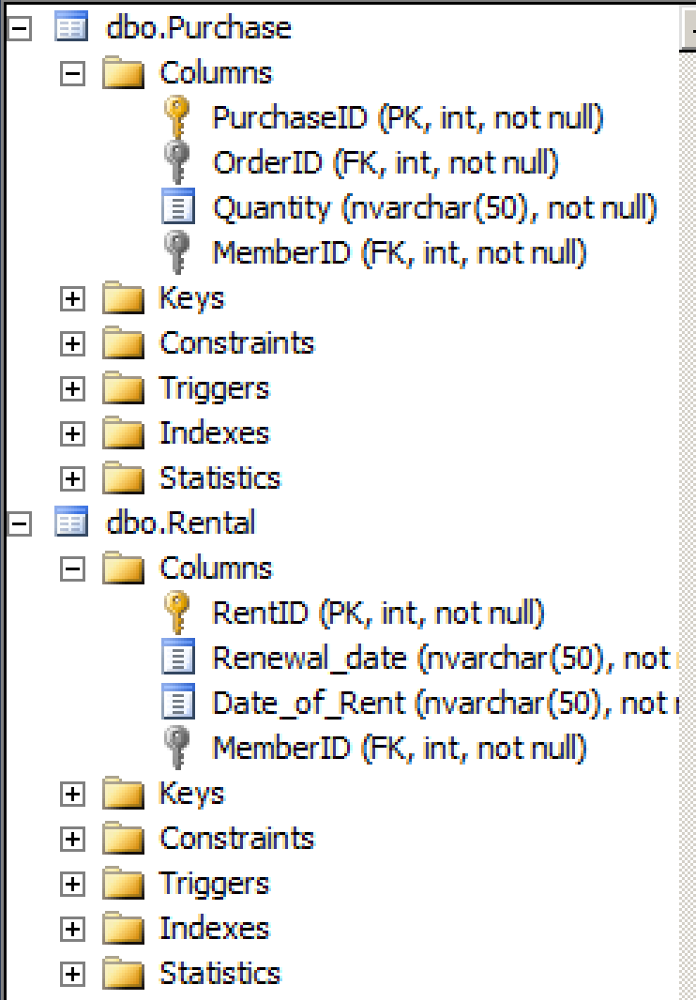 dbo.Purchase
Columns
PurchaseID (PK, int, not null)
OrderID (FK, int, not null)
Quantity (nvarchar(50), not null)
MemberID (FK, int, not null)
Keys
Constraints
Triggers
Indexes
Statistics
dbo.Rental
Columns
RentID (PK, int, not null)
Renewal_date (nvarchar(50), not
Date_of_Rent (nvarchar(50), not
MemberID (FK, int, not null)
Keys
Constraints
Triggers
Indexes
Statistics